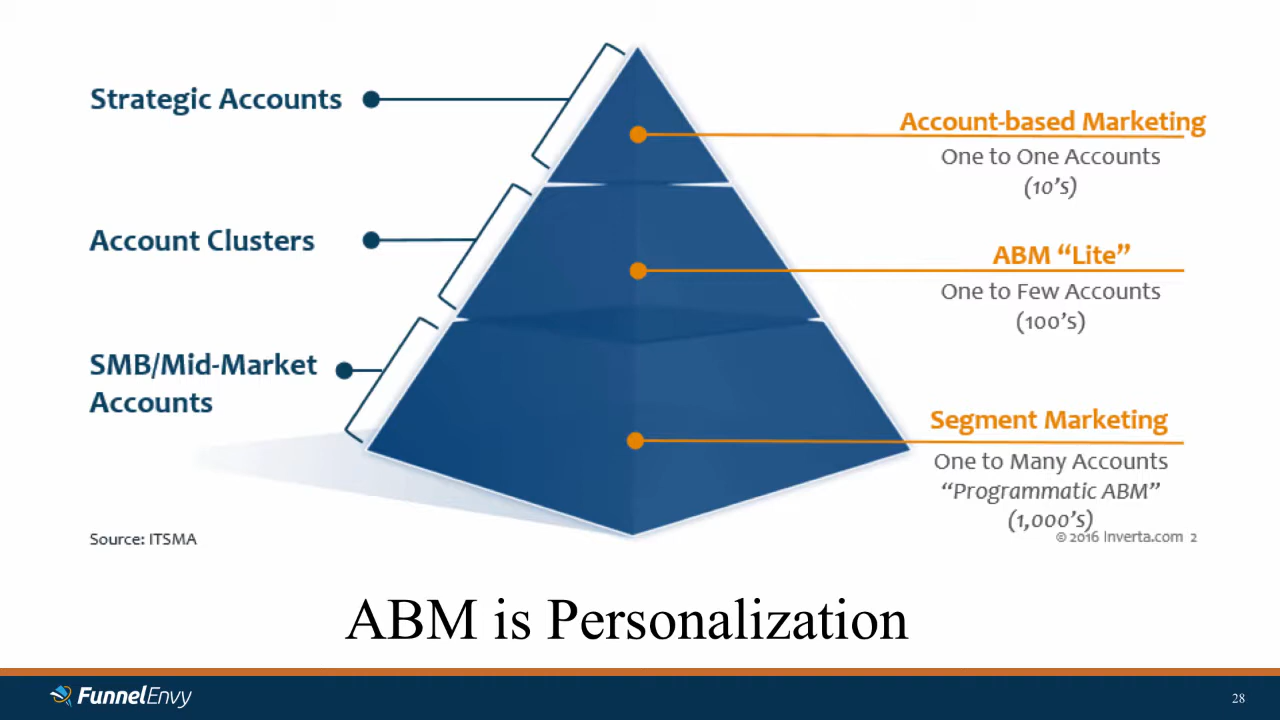 Strategic Accounts
Account-based Marketing
One to One Accounts
(10's)
Account Clusters
ABM “Lite”
One to Few Accounts
(100's)
SMB/Mid-Market
Accounts
Segment Marketing
One to Many Accounts
“Programmatic ABM”
(1,000's)
Source: ITSMA
© 2016 Inverta.com 2
ABM is Personalization
FunnelEnvy
28